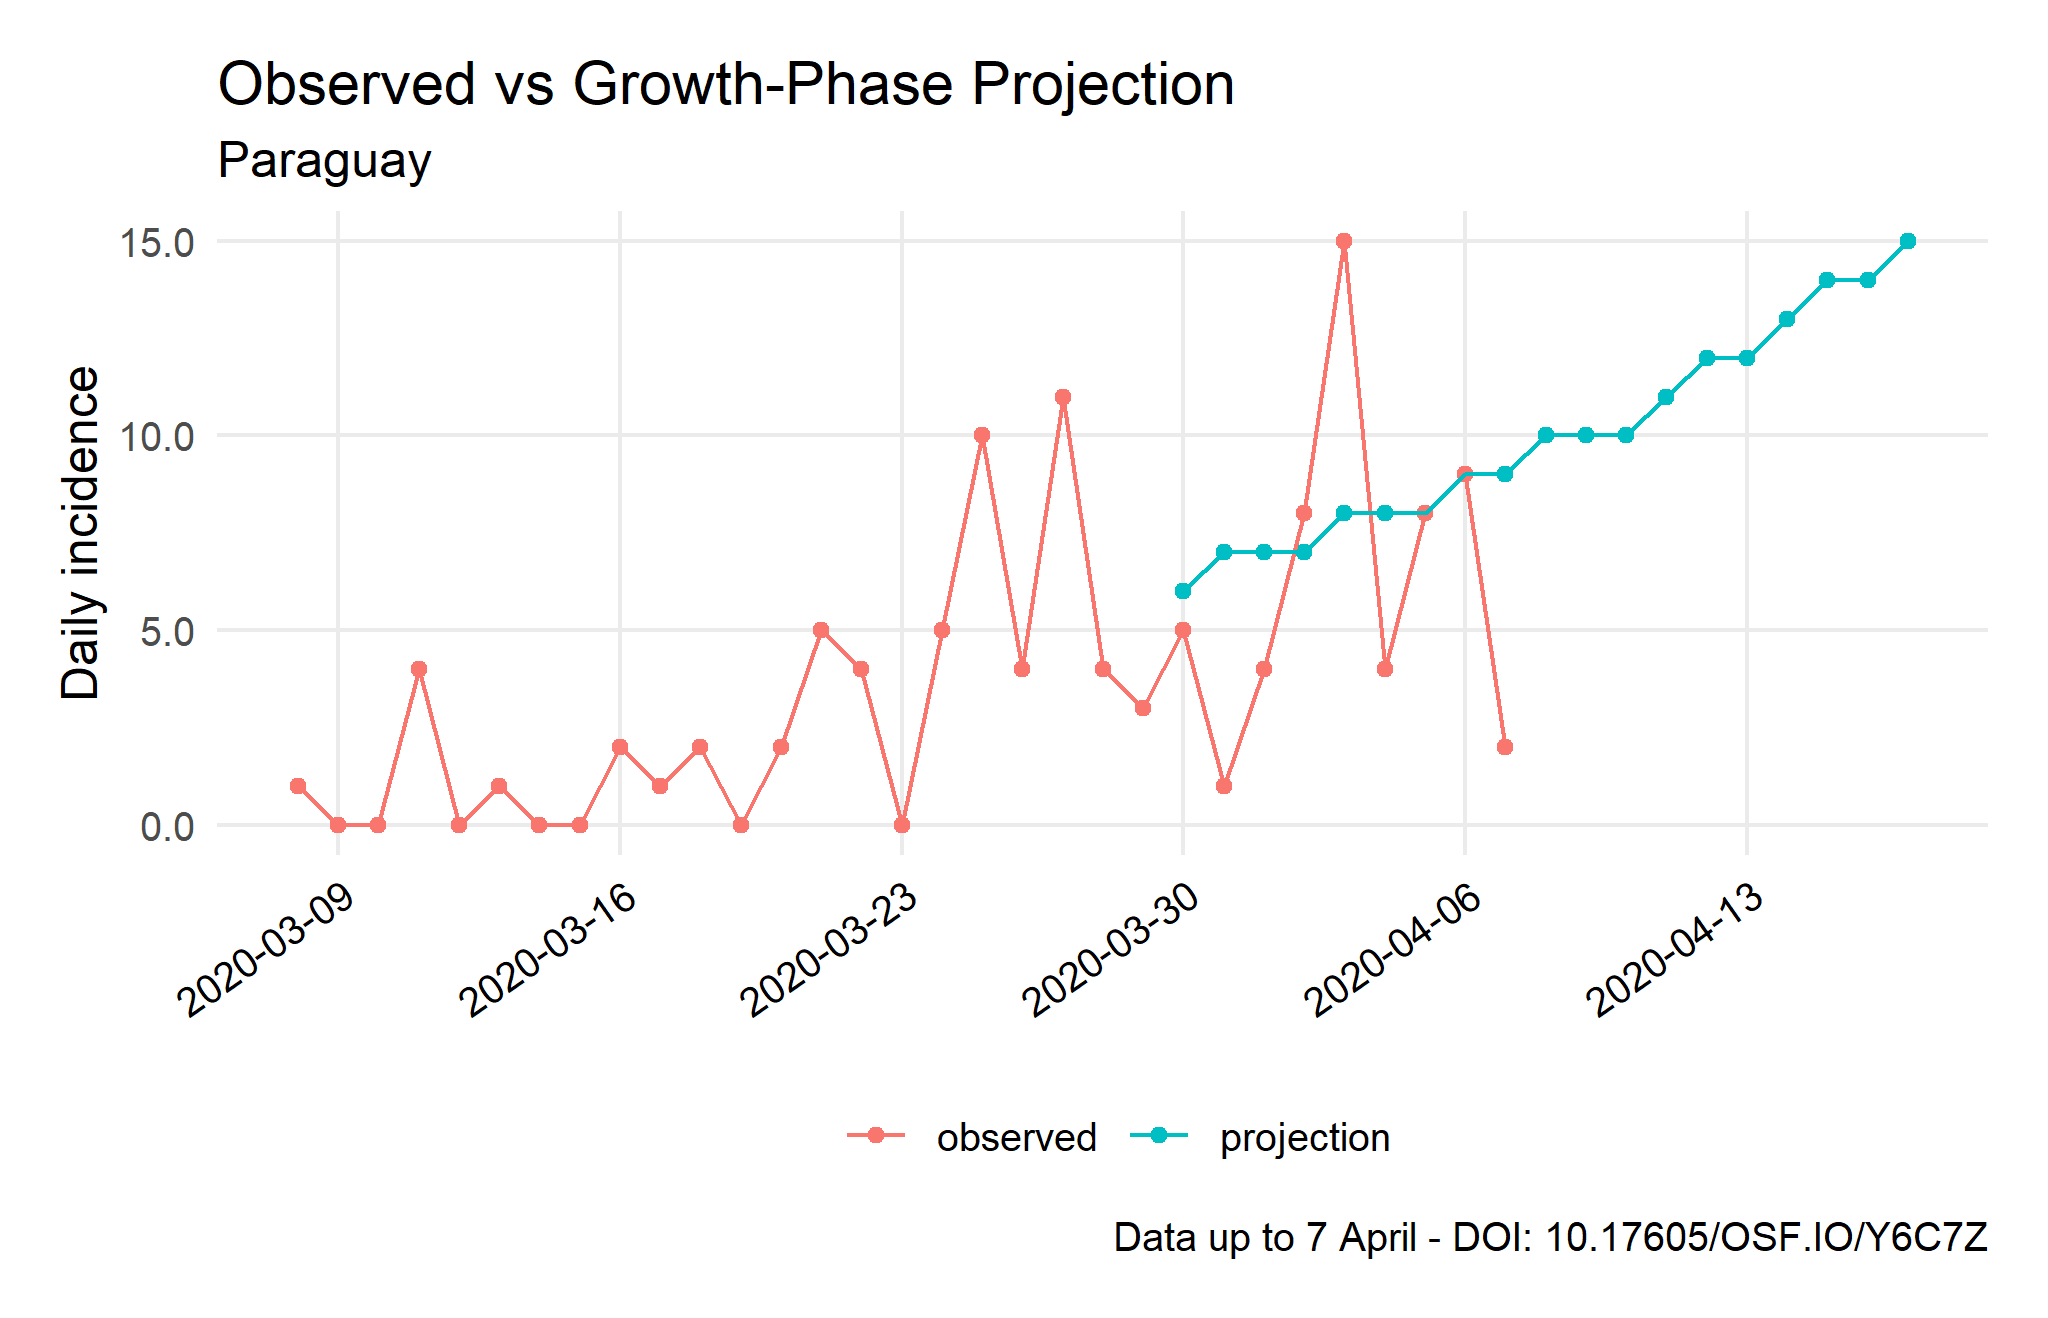 Observed vs Growth-Phase Projection
Paraguay
Daily incidence
15.0
10.0
5.0
0.0
2020-03-09
2020-03-16
2020-03-23
2020-03-30
2020-04-06
2020-04-13
observed
projection
Data up to 7 April - DOI: 10.17605/OSF.IO/Y6C7Z